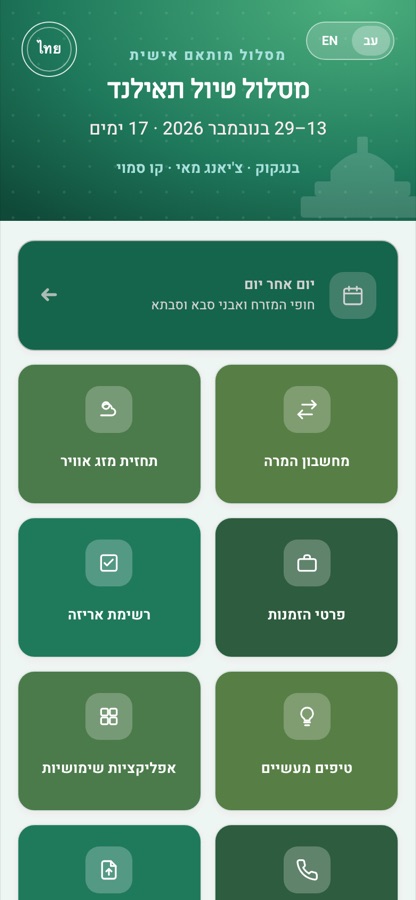 עב
EN
ไทย
מסלול מותאם אישית
מסלול טיול תאילנד
13–29 בנובמבר 2026 · 17 ימים
בנגקוק · צ'יאנג מאי · קו סמוי
יום אחר יום
חופי המזרח ואבני סבא וסבתא
מחשבון המרה
תחזית מזג אוויר
פרטי הזמנות
רשימת אריזה
טיפים מעשיים
אפליקציות שימושיות